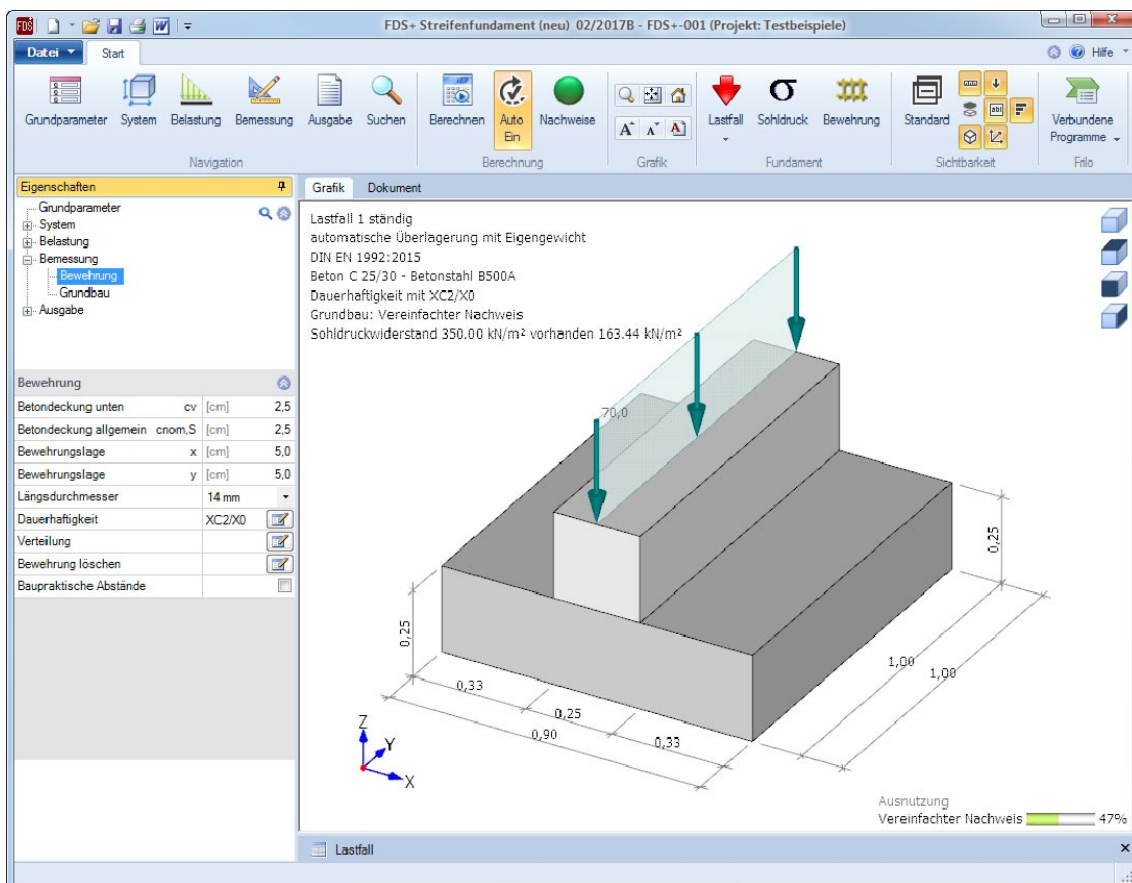 FDS+ Streifenfundament (neu) 02/2017B - FDS+-001 (Projekt: Testbeispiele)
Datei Start Hilfe
Grundparameter System Belastung Bemessung Ausgabe Suchen Berechnen Auto Ein Nachweise Lastfall Sohldruck Bewehrung Standard Verbundene Programme
Navigation Berechnung Grafik Fundament Sichtbarkeit Frilo
Eigenschaften
Grundparameter
System
Belastung
Bemessung
Bewehrung
Grundbau
Ausgabe
Bewehrung
Betondeckung unten cv [cm] 2,5
Betondeckung allgemein cnom,S [cm] 2,5
Bewehrungslage x [cm] 5,0
Bewehrungslage y [cm] 5,0
Längsdurchmesser 14 mm
Dauerhaftigkeit XC2/X0
Verteilung
Bewehrung löschen
Baupraktische Abstände
Grafik Dokument
Lastfall 1 ständig
automatische Überlagerung mit Eigengewicht
DIN EN 1992:2015
Beton C 25/30 - Betonstahl B500A
Dauerhaftigkeit mit XC2/X0
Grundbau: Vereinfachter Nachweis
Sohldruckwiderstand 350.00 kN/m² vorhanden 163.44 kN/m²
70,0
0,25
0,25
1,00
1,00
0,33
0,25
0,33
0,90
Z
Y
X
Ausnutzung
Vereinfachter Nachweis 47%
Lastfall